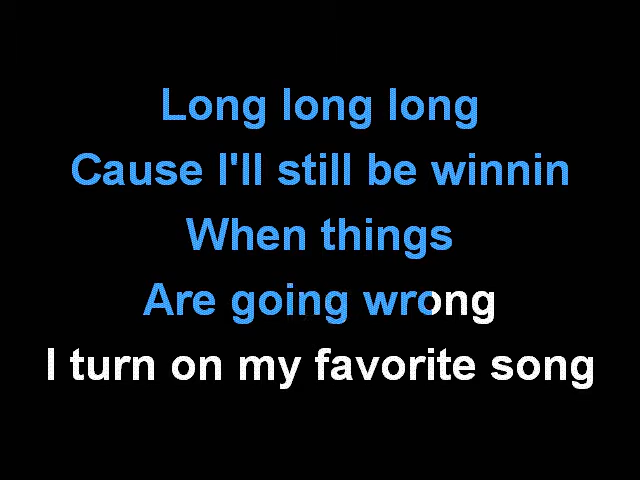 Long long long
Cause I'll still be winnin
When things
Are going wrong
I turn on my favorite song